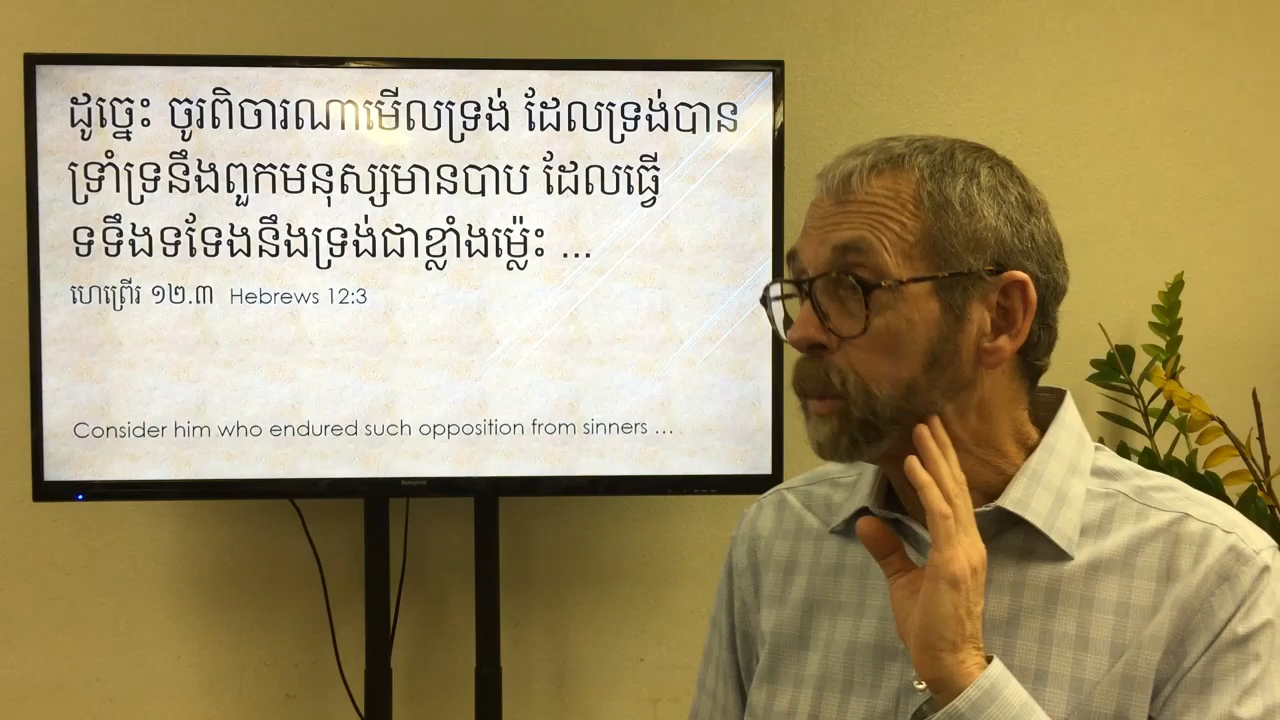 ដូច្នេះ ចូរពិចារណាមើលទ្រង់ ដែលទ្រង់បាន
ទ្រាំទ្រនឹងពួកមនុស្សមានបាប ដែលធ្វើ
ទទឹងទទែងនឹងទ្រង់ជាខ្លាំងម្ល៉េះ ...
ហេព្រើរ ១២.៣ Hebrews 12:3
Consider him who endured such opposition from sinners ...